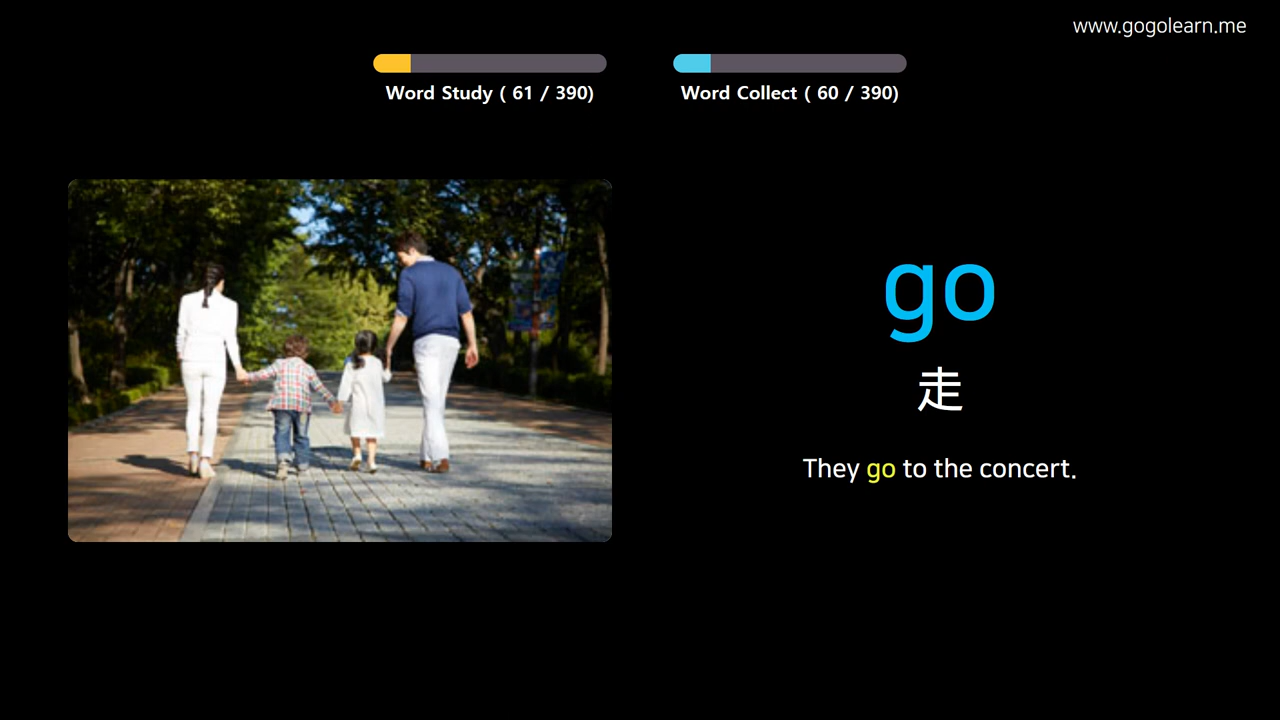 www.gogolearn.me
Word Study ( 61 / 390)
Word Collect ( 60 / 390)
go
走
They go to the concert.